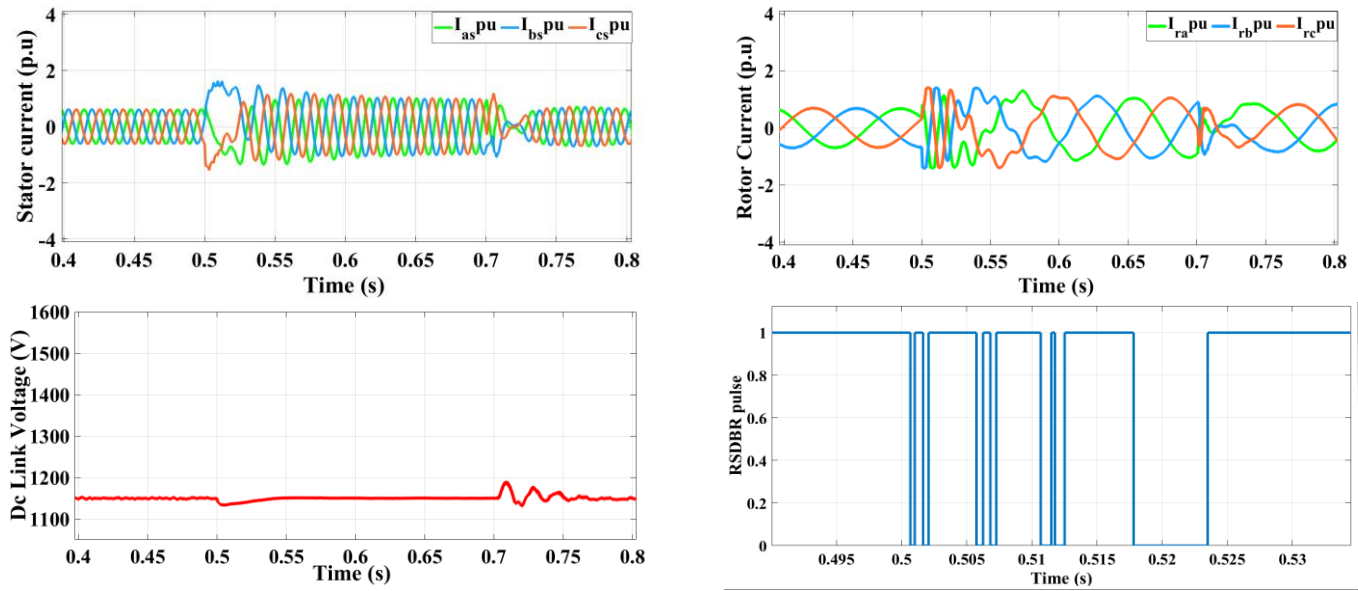 4
2
0
-2
-4
Stator current (p.u)
I_as pu I_bs pu I_cs pu
0.4 0.45 0.5 0.55 0.6 0.65 0.7 0.75 0.8
Time (s)
4
2
0
-2
-4
Rotor Current (p.u)
I_ra pu I_rb pu I_rc pu
0.4 0.45 0.5 0.55 0.6 0.65 0.7 0.75 0.8
Time (s)
1600
1500
1400
1300
1200
1100
Dc Link Voltage (V)
0.4 0.45 0.5 0.55 0.6 0.65 0.7 0.75 0.8
Time (s)
1
0.8
0.6
0.4
0.2
0
RSDBR pulse
0.495 0.5 0.505 0.51 0.515 0.52 0.525 0.53
Time (s)